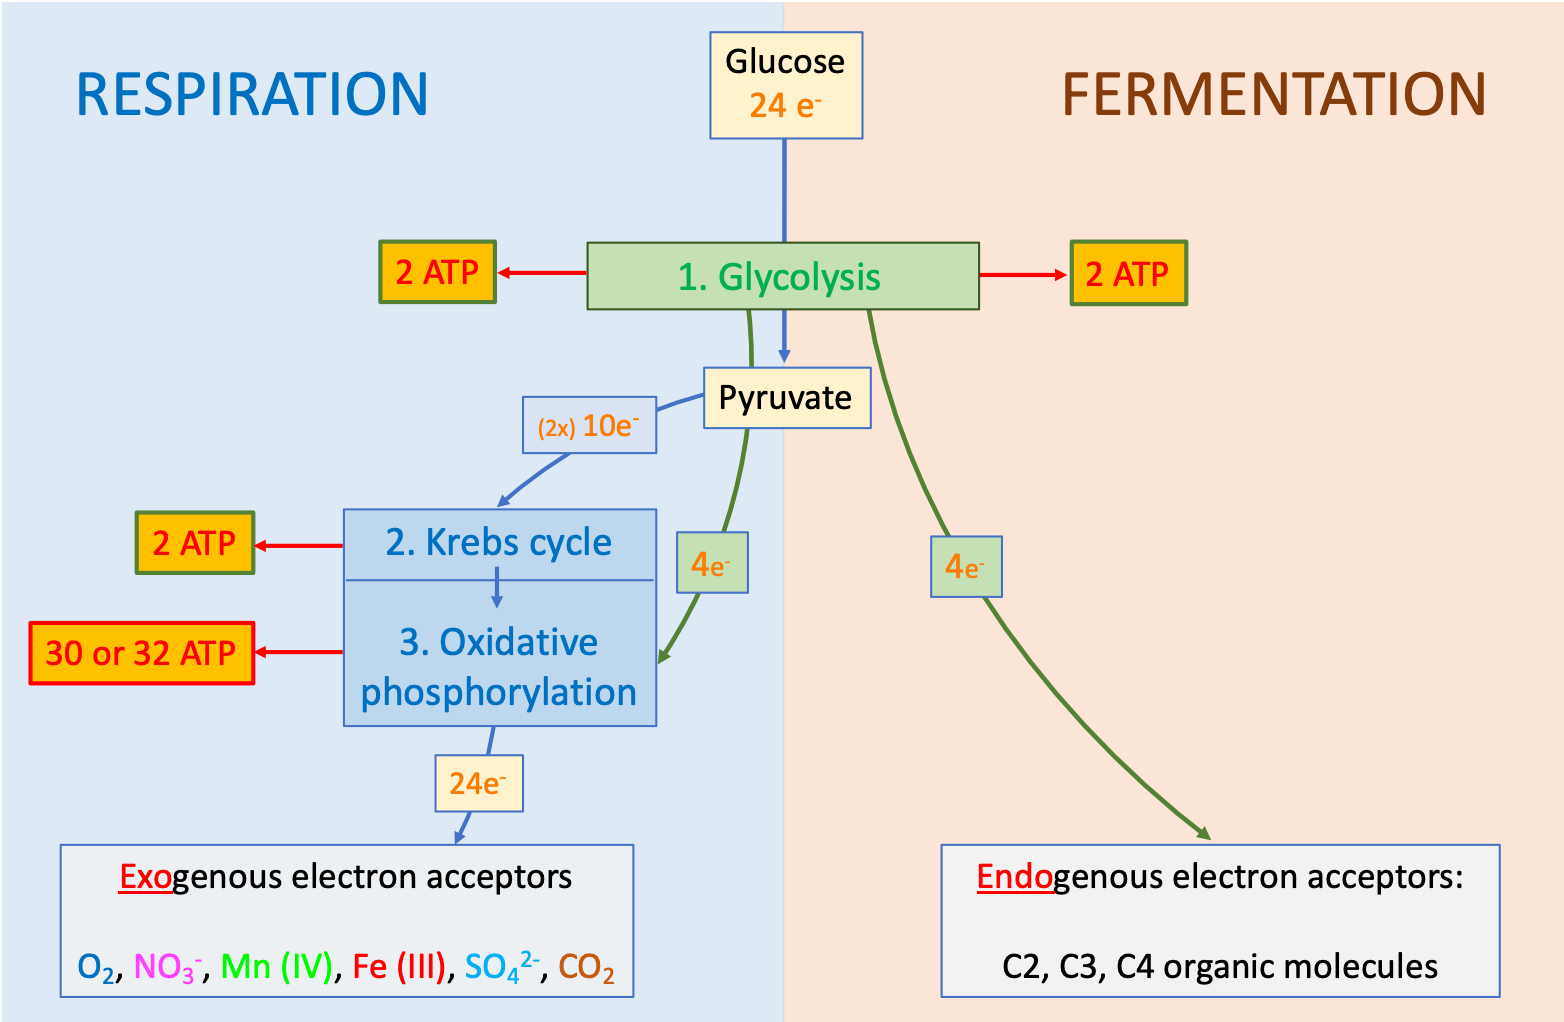 RESPIRATION
FERMENTATION
Glucose
24 e⁻
2 ATP
1. Glycolysis
2 ATP
Pyruvate
(2x) 10e⁻
2 ATP
2. Krebs cycle
4e⁻
4e⁻
30 or 32 ATP
3. Oxidative
phosphorylation
24e⁻
Exogenous electron acceptors
O₂, NO₃⁻, Mn (IV), Fe (III), SO₄²⁻, CO₂
Endogenous electron acceptors:
C2, C3, C4 organic molecules